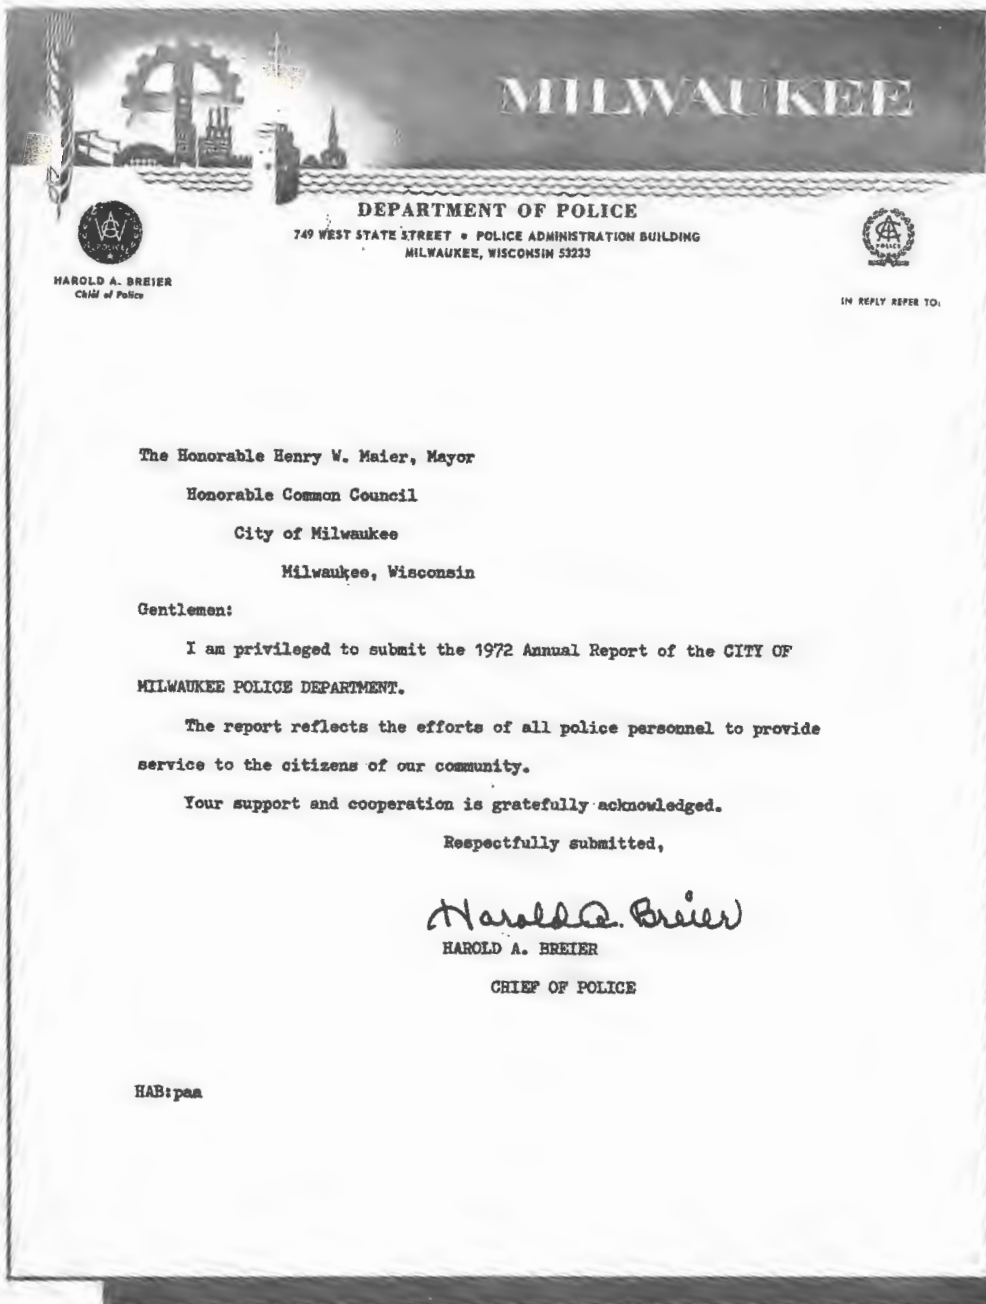 MILWAUKEE
DEPARTMENT OF POLICE
749 WEST STATE STREET • POLICE ADMINISTRATION BUILDING
MILWAUKEE, WISCONSIN 53233
POLICE
HAROLD A. BREIER
Chief of Police
POLICE
IN REPLY REFER TO:
The Honorable Henry W. Maier, Mayor
Honorable Common Council
City of Milwaukee
Milwaukee, Wisconsin
Gentlemen:
I am privileged to submit the 1972 Annual Report of the CITY OF
MILWAUKEE POLICE DEPARTMENT.
The report reflects the efforts of all police personnel to provide
service to the citizens of our community.
Your support and cooperation is gratefully acknowledged.
Respectfully submitted,
Harold A. Breier
HAROLD A. BREIER
CHIEF OF POLICE
HAB:paa